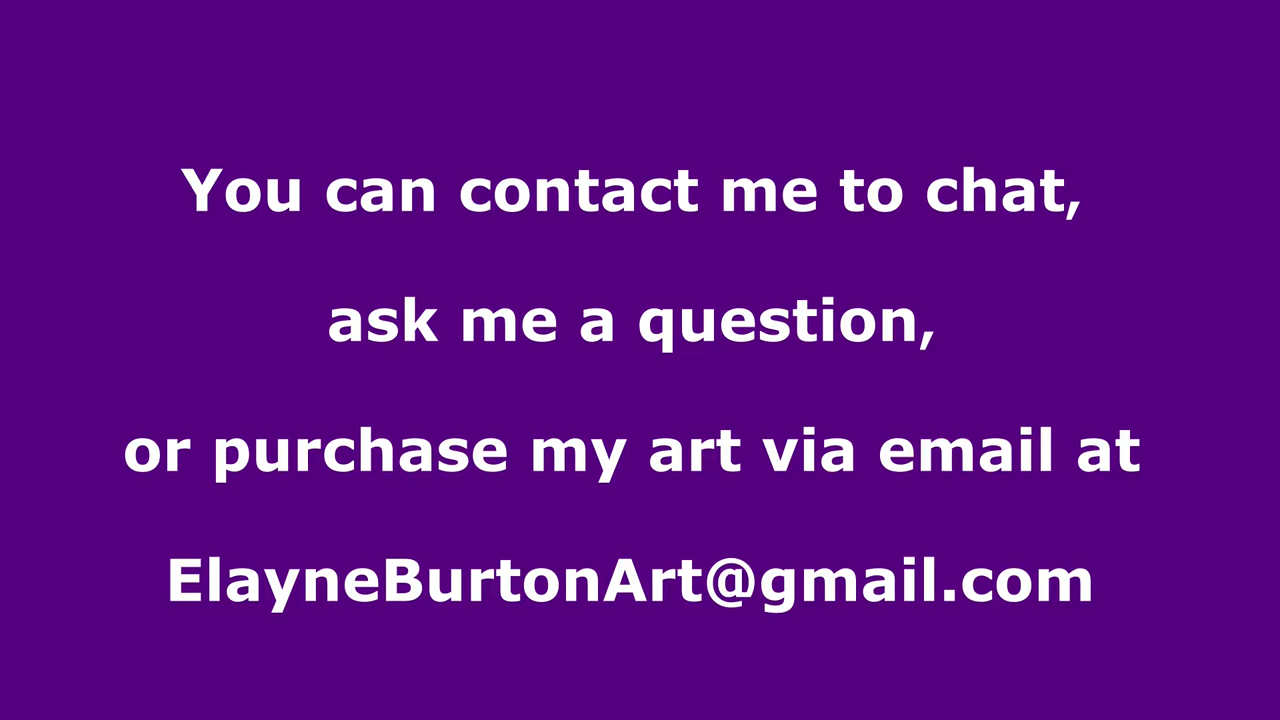 You can contact me to chat,
ask me a question,
or purchase my art via email at
ElayneBurtonArt@gmail.com